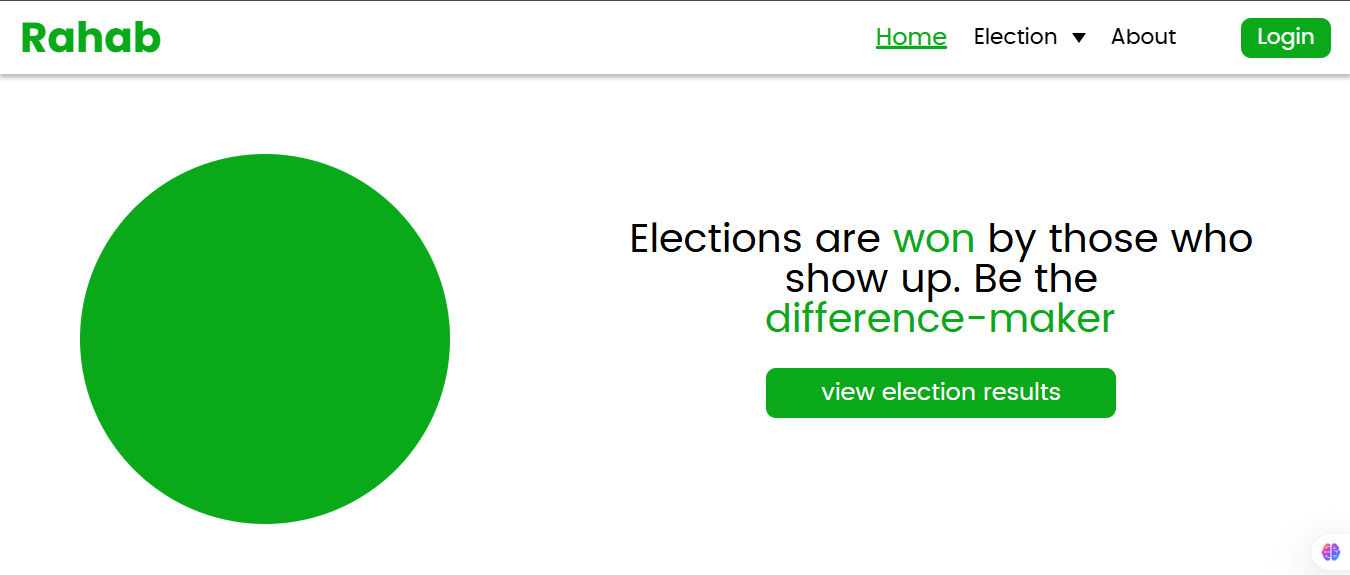 Rahab
Home Election About Login
Elections are won by those who
show up. Be the
difference-maker
view election results